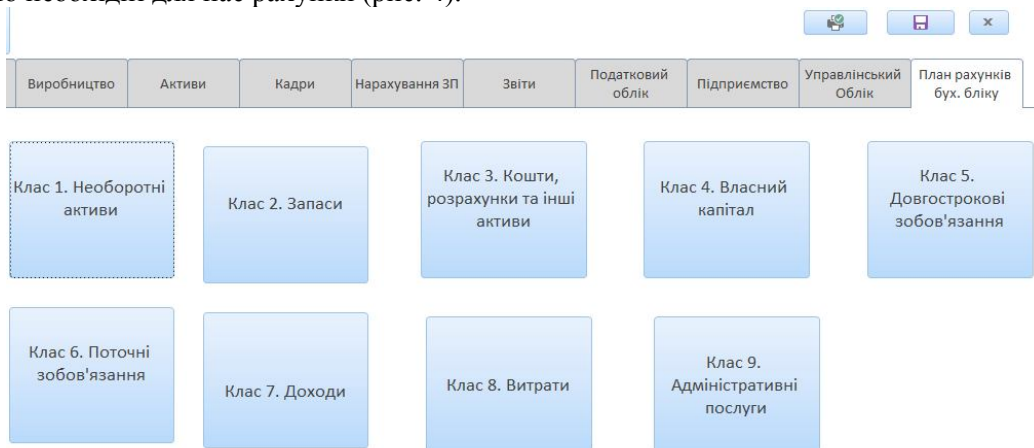 необхідні для нас рахунки (рис. 4).
Виробництво
Активи
Кадри
Нарахування ЗП
Звіти
Податковий
облік
Підприємство
Управлінський
Облік
План рахунків
бух. бліку
Клас 1. Необоротні
активи
Клас 2. Запаси
Клас 3. Кошти,
розрахунки та інші
активи
Клас 4. Власний
капітал
Клас 5.
Довгострокові
зобов'язання
Клас 6. Поточні
зобов'язання
Клас 7. Доходи
Клас 8. Витрати
Клас 9.
Адміністративні
послуги